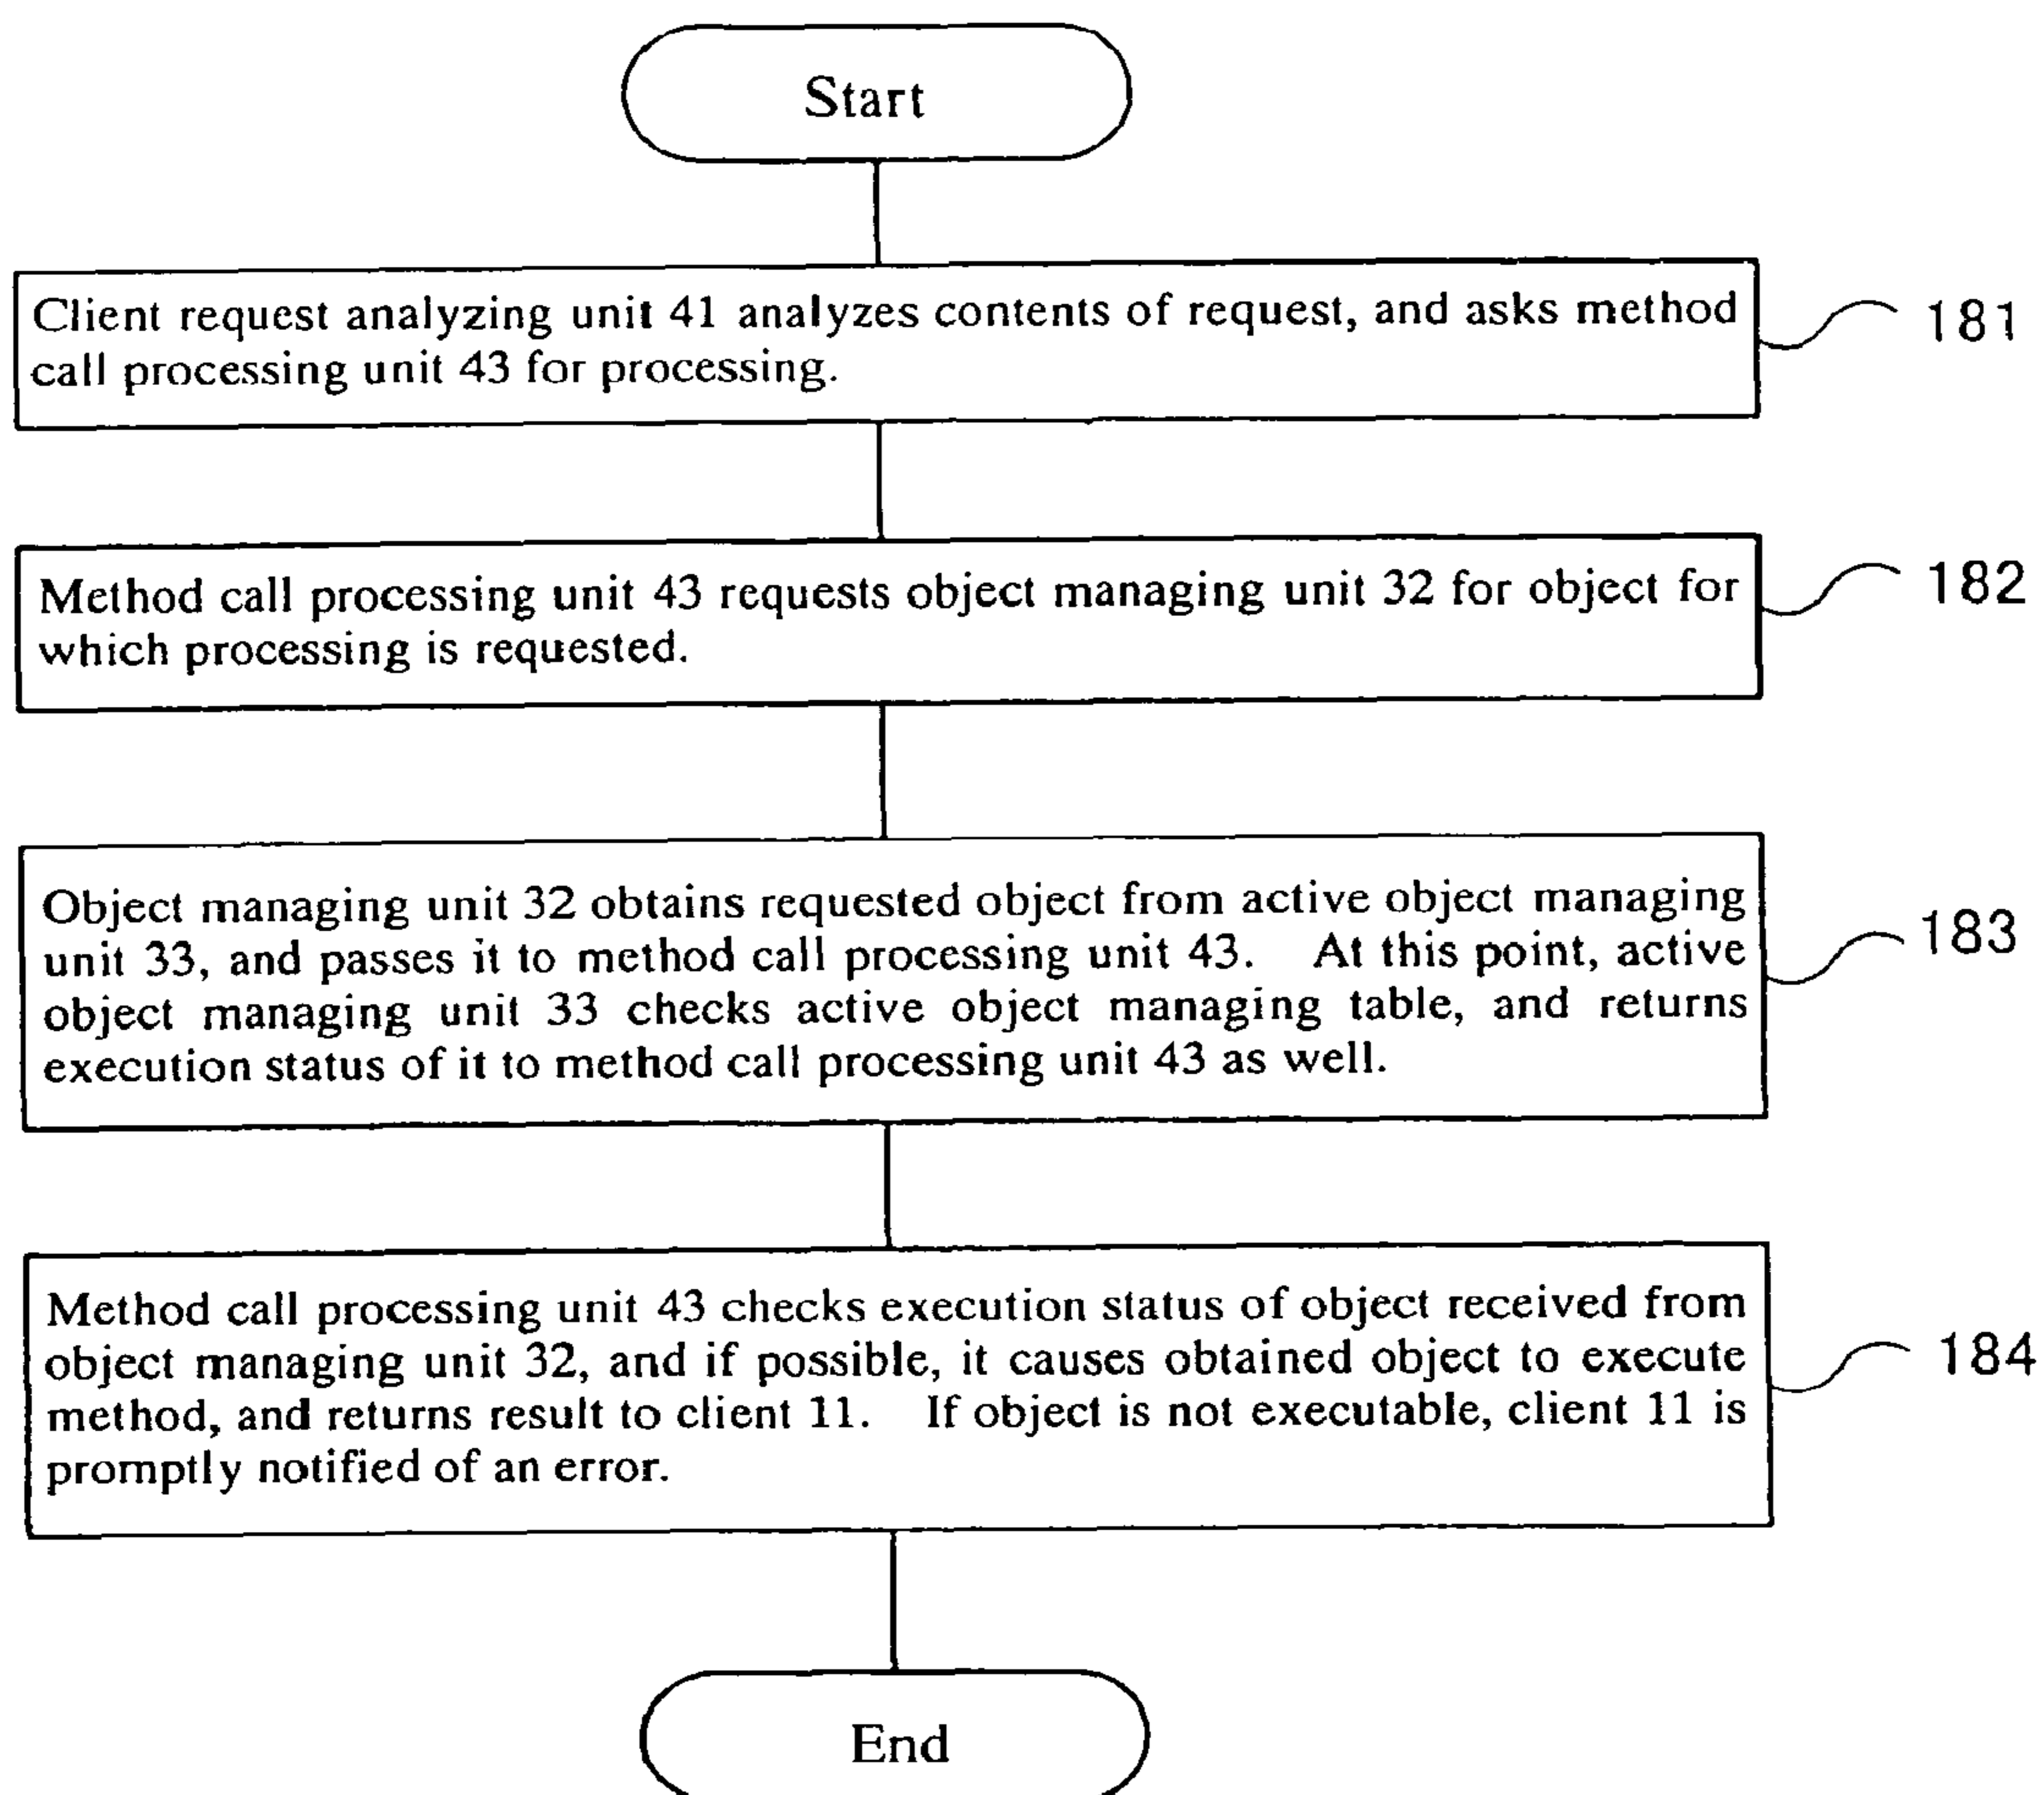 Start
Client request analyzing unit 41 analyzes contents of request, and asks method
call processing unit 43 for processing.
181
Method call processing unit 43 requests object managing unit 32 for object for
which processing is requested.
182
Object managing unit 32 obtains requested object from active object managing
unit 33, and passes it to method call processing unit 43. At this point, active
object managing unit 33 checks active object managing table, and returns
execution status of it to method call processing unit 43 as well.
183
Method call processing unit 43 checks execution status of object received from
object managing unit 32, and if possible, it causes obtained object to execute
method, and returns result to client 11. If object is not executable, client 11 is
promptly notified of an error.
184
End